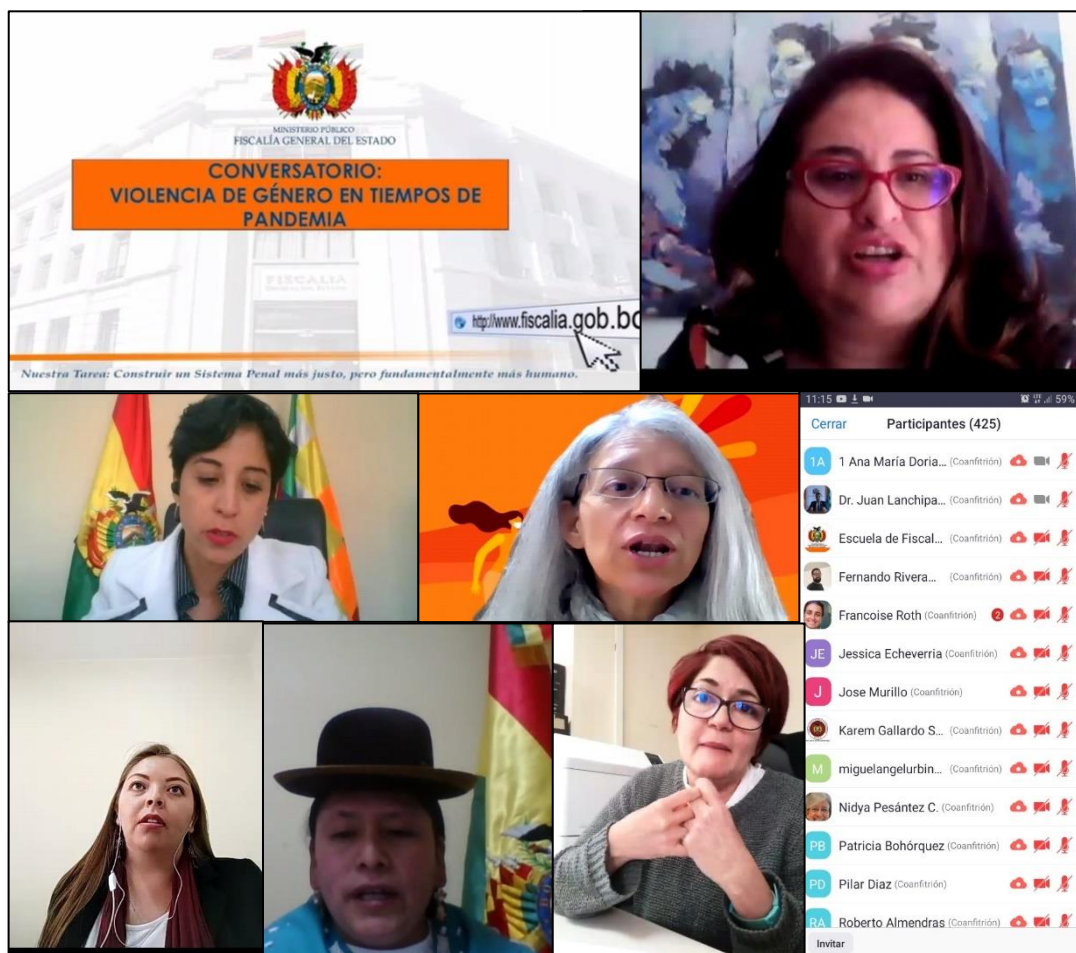 MINISTERIO PÚBLICO
FISCALÍA GENERAL DEL ESTADO
CONVERSATORIO:
VIOLENCIA DE GÉNERO EN TIEMPOS DE
PANDEMIA
FISCALIA
http://www.fiscalia.gob.bo
Nuestra Tarea: Construir un Sistema Penal más justo, pero fundamentalmente más humano.
11:15 59%
Cerrar Participantes (425)
1A 1 Ana María Doria... (Coanfitrión)
Dr. Juan Lanchipa... (Coanfitrión)
Escuela de Fiscal... (Coanfitrión)
Fernando Rivera... (Coanfitrión)
Francoise Roth (Coanfitrión) 2
JE Jessica Echeverria (Coanfitrión)
J Jose Murillo (Coanfitrión)
Karem Gallardo S... (Coanfitrión)
M miguelangelurbin... (Coanfitrión)
Nidya Pesántez C. (Coanfitrión)
PB Patricia Bohórquez (Coanfitrión)
PD Pilar Diaz (Coanfitrión)
RA Roberto Almendras (Coanfitrión)
Invitar